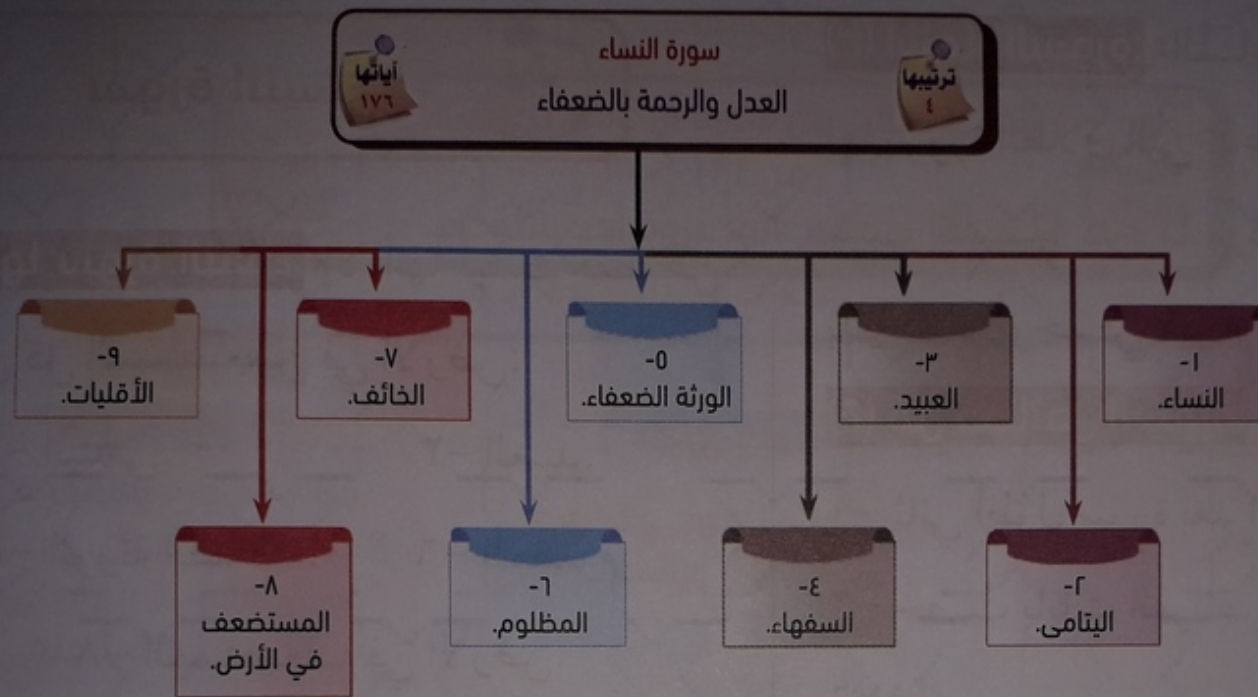 سورة النساء
العدل والرحمة بالضعفاء
ترتيبها
٤
آياتها
١٧٦
١-
النساء.
٢-
اليتامى.
٣-
العبيد.
٤-
السفهاء.
٥-
الورثة الضعفاء.
٦-
المظلوم.
٧-
الخائف.
٨-
المستضعف
في الأرض.
٩-
الأقليات.